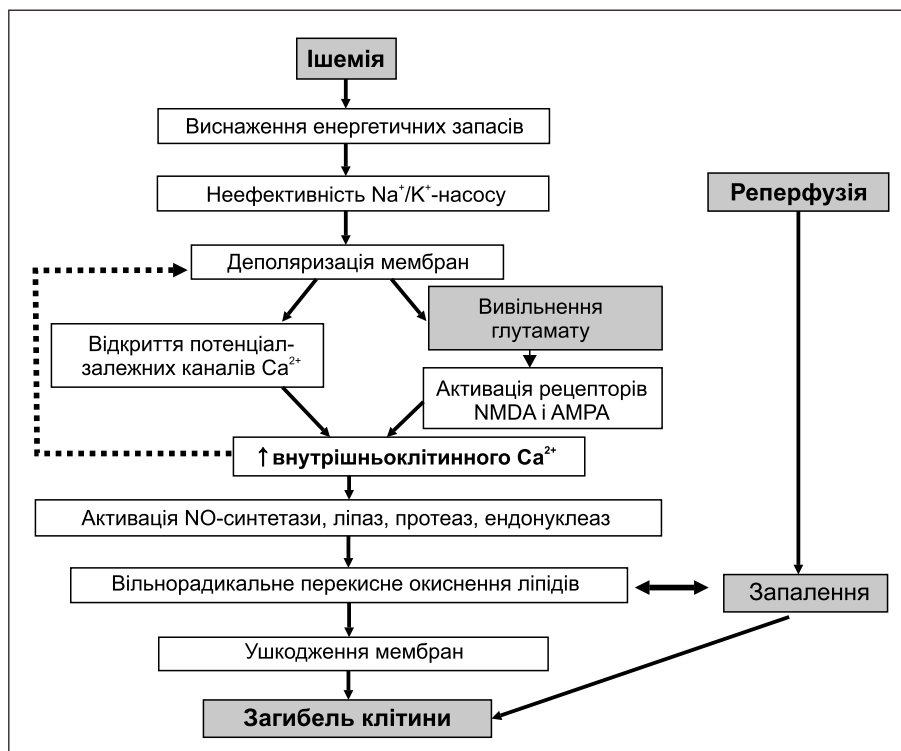 Ішемія
Виснаження енергетичних запасів
Неефективність Na⁺/K⁺-насосу
Реперфузія
Деполяризація мембран
Вивільнення
глутамату
Відкриття потенціал-
залежних каналів Ca²⁺
Активація рецепторів
NMDA і AMPA
↑ внутрішньоклітинного Ca²⁺
Активація NO-синтетази, ліпаз, протеаз, ендонуклеаз
Вільнорадикальне перекисне окиснення ліпідів
Запалення
Ушкодження мембран
Загибель клітини